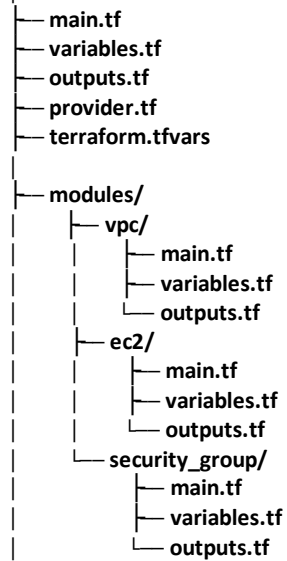 ├── main.tf
├── variables.tf
├── outputs.tf
├── provider.tf
├── terraform.tfvars
│
├── modules/
│       ├── vpc/
│       │     ├── main.tf
│       │     ├── variables.tf
│       │     └── outputs.tf
│       ├── ec2/
│       │      ├── main.tf
│       │      ├── variables.tf
│       │      └── outputs.tf
│       └── security_group/
│              ├── main.tf
│              ├── variables.tf
│              └── outputs.tf